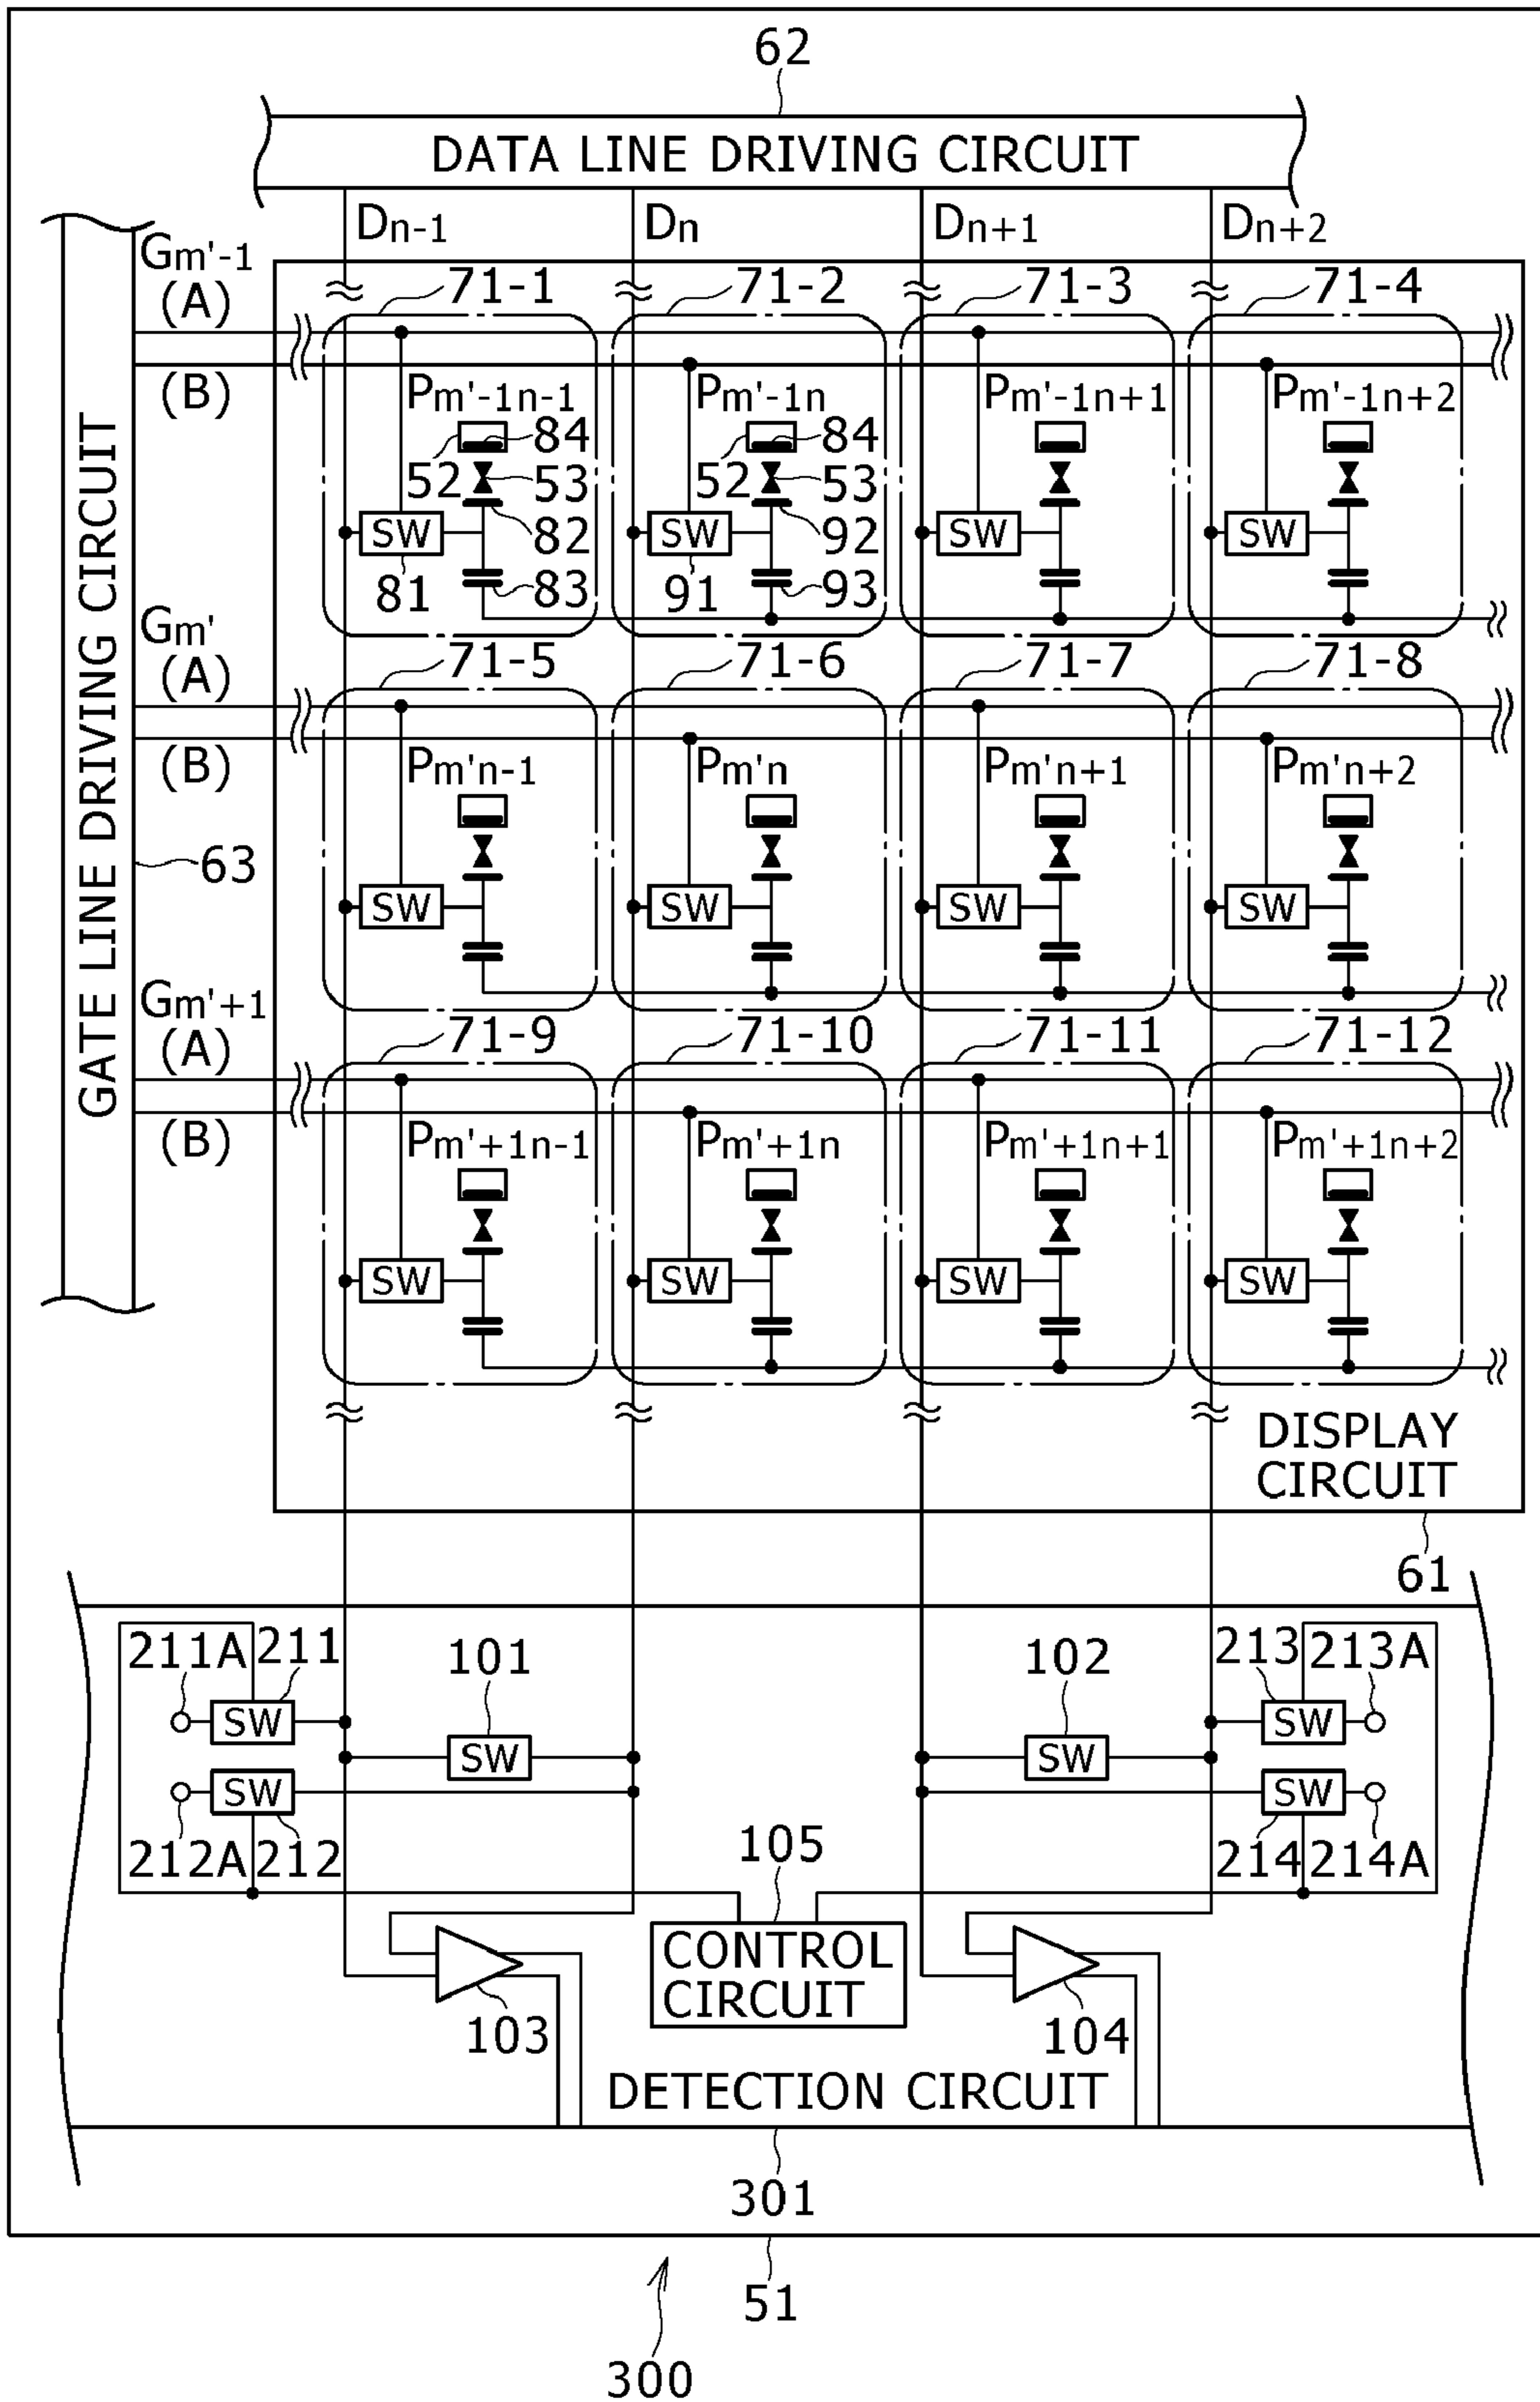 62
DATA LINE DRIVING CIRCUIT
Dn-1 Dn Dn+1 Dn+2
Gm'-1
(A)
71-1 71-2 71-3 71-4
(B)
Pm'-1n-1 Pm'-1n Pm'-1n+1 Pm'-1n+2
84 84
52 53 52 53
SW 82 SW 92 SW SW
81 83 91 93
GATE LINE DRIVING CIRCUIT
63
Gm'
(A)
71-5 71-6 71-7 71-8
(B)
Pm'n-1 Pm'n Pm'n+1 Pm'n+2
SW SW SW SW
Gm'+1
(A)
71-9 71-10 71-11 71-12
(B)
Pm'+1n-1 Pm'+1n Pm'+1n+1 Pm'+1n+2
SW SW SW SW
DISPLAY
CIRCUIT
61
211A 211 101 102 213 213A
SW SW
SW SW
SW SW
212A 212 105 214 214A
CONTROL
CIRCUIT
103 104
DETECTION CIRCUIT
301
51
300